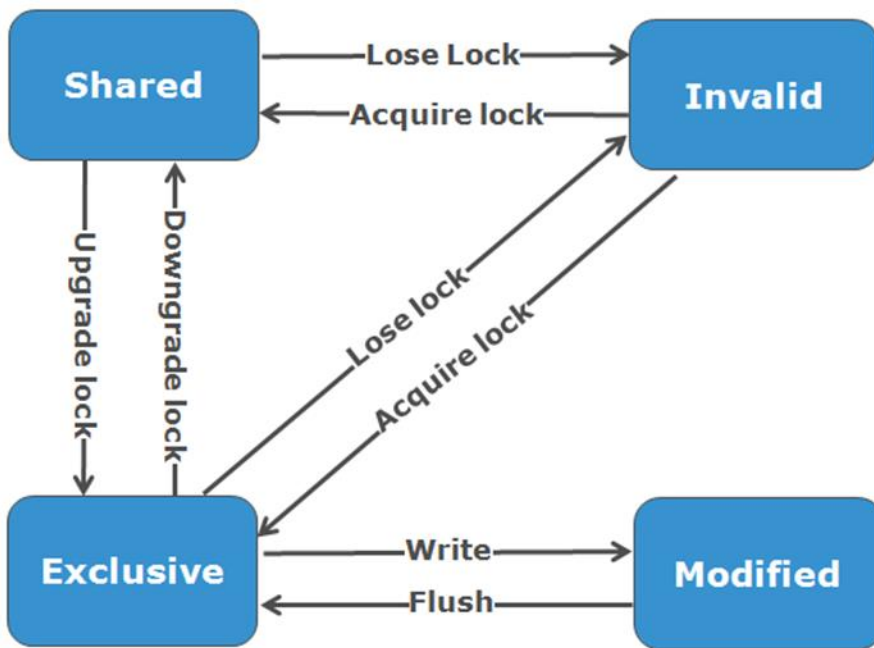 Shared
Lose Lock
Invalid
Acquire lock
Upgrade lock
Downgrade lock
Lose lock
Acquire lock
Exclusive
Write
Modified
Flush